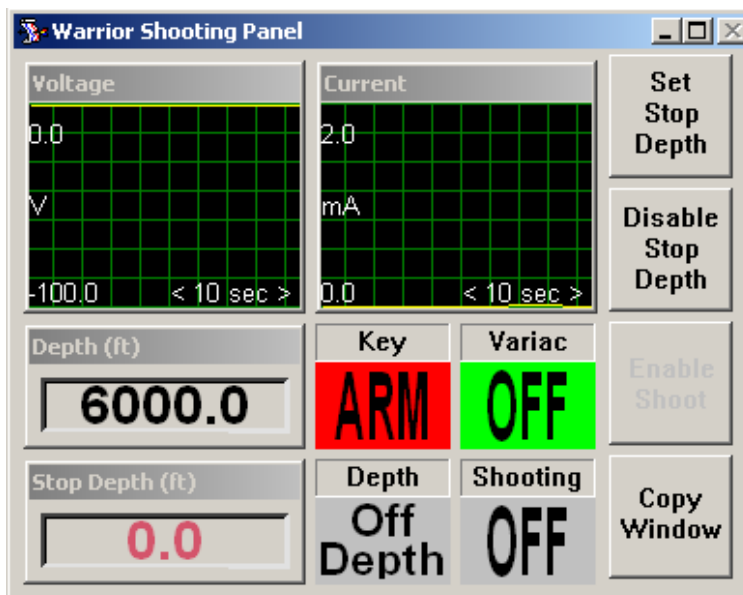 Warrior Shooting Panel
Voltage
0.0
V
-100.0 < 10 sec >
Current
2.0
mA
0.0 < 10 sec >
Set
Stop
Depth
Disable
Stop
Depth
Depth (ft)
6000.0
Key
ARM
Variac
OFF
Enable
Shoot
Stop Depth (ft)
0.0
Depth
Off
Depth
Shooting
OFF
Copy
Window